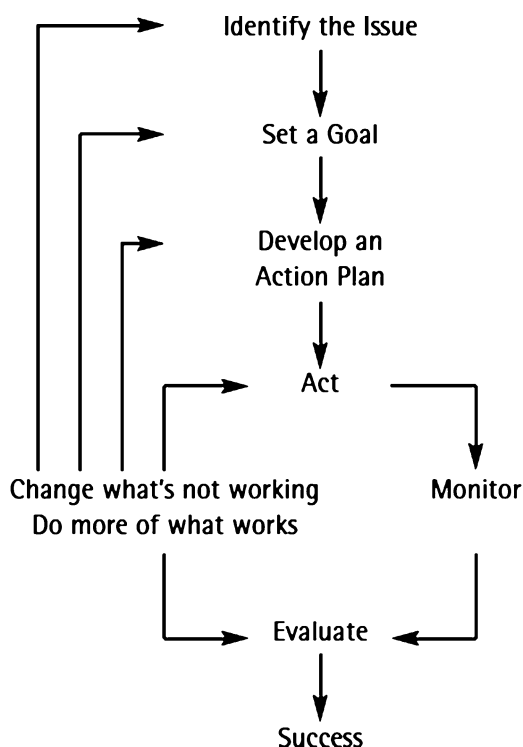 Identify the Issue
Set a Goal
Develop an
Action Plan
Act
Change what's not working
Do more of what works
Monitor
Evaluate
Success